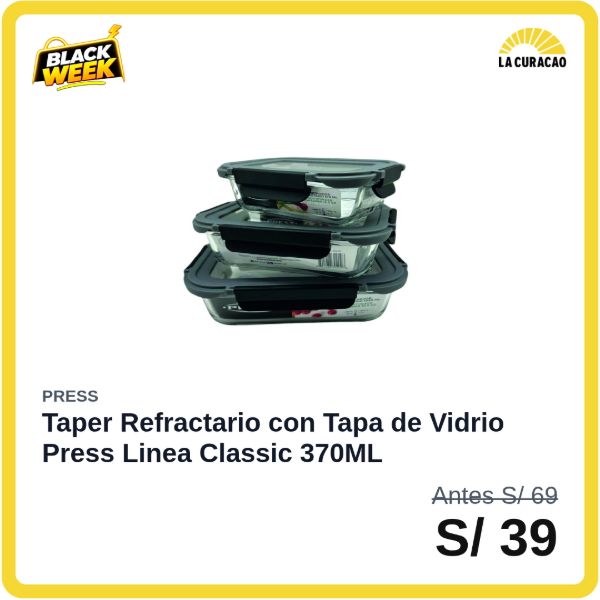 BLACK
WEEK
LA CURACAO
PRESS
Taper Refractario con Tapa de Vidrio
Press Linea Classic 370ML
Antes S/ 69
S/ 39